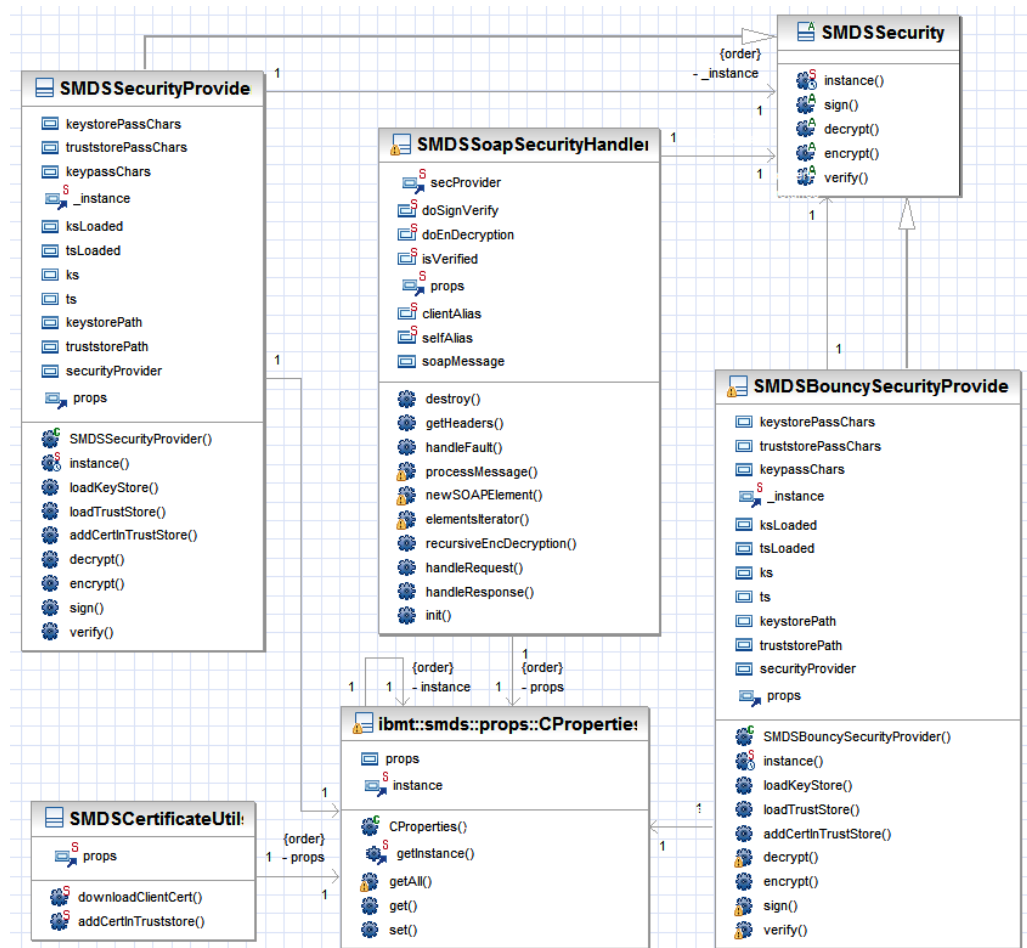 SMDSSecurity
instance()
sign()
decrypt()
encrypt()
verify()
{order}
- _instance
1
1
1
1
1
1
SMDSSecurityProvide
keystorePassChars
truststorePassChars
keypassChars
S _instance
ksLoaded
tsLoaded
ks
ts
keystorePath
truststorePath
securityProvider
props
SMDSSecurityProvider()
instance()
loadKeyStore()
loadTrustStore()
addCertInTrustStore()
decrypt()
encrypt()
sign()
verify()
1
SMDSSoapSecurityHandler
S secProvider
S doSignVerify
S doEnDecryption
S isVerified
S props
S clientAlias
S selfAlias
soapMessage
destroy()
getHeaders()
handleFault()
processMessage()
newSOAPElement()
elementsIterator()
recursiveEncDecryption()
handleRequest()
handleResponse()
init()
SMDSBouncySecurityProvide
keystorePassChars
truststorePassChars
keypassChars
S _instance
ksLoaded
tsLoaded
ks
ts
keystorePath
truststorePath
securityProvider
props
SMDSBouncySecurityProvider()
instance()
loadKeyStore()
loadTrustStore()
addCertInTrustStore()
decrypt()
encrypt()
sign()
verify()
1
{order}
- instance
1
1
1
{order}
- props
1
ibmt::smds::props::CProperties
props
S instance
CProperties()
getInstance()
getAll()
get()
set()
1
1
1
SMDSCertificateUtils
S props
downloadClientCert()
addCertInTruststore()
{order}
1 - props
1